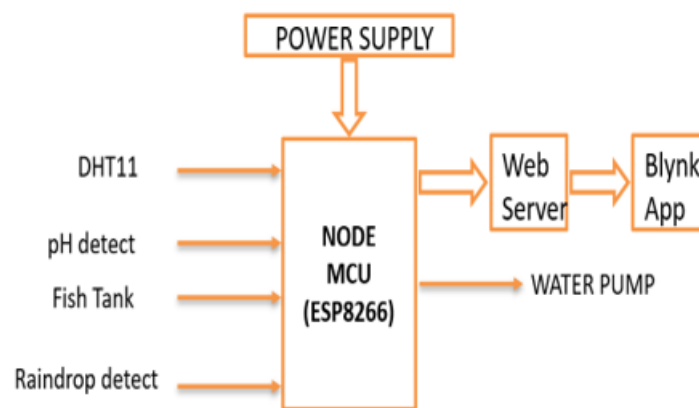 POWER SUPPLY
DHT11
pH detect
Fish Tank
Raindrop detect
NODE
MCU
(ESP8266)
Web
Server
Blynk
App
WATER PUMP